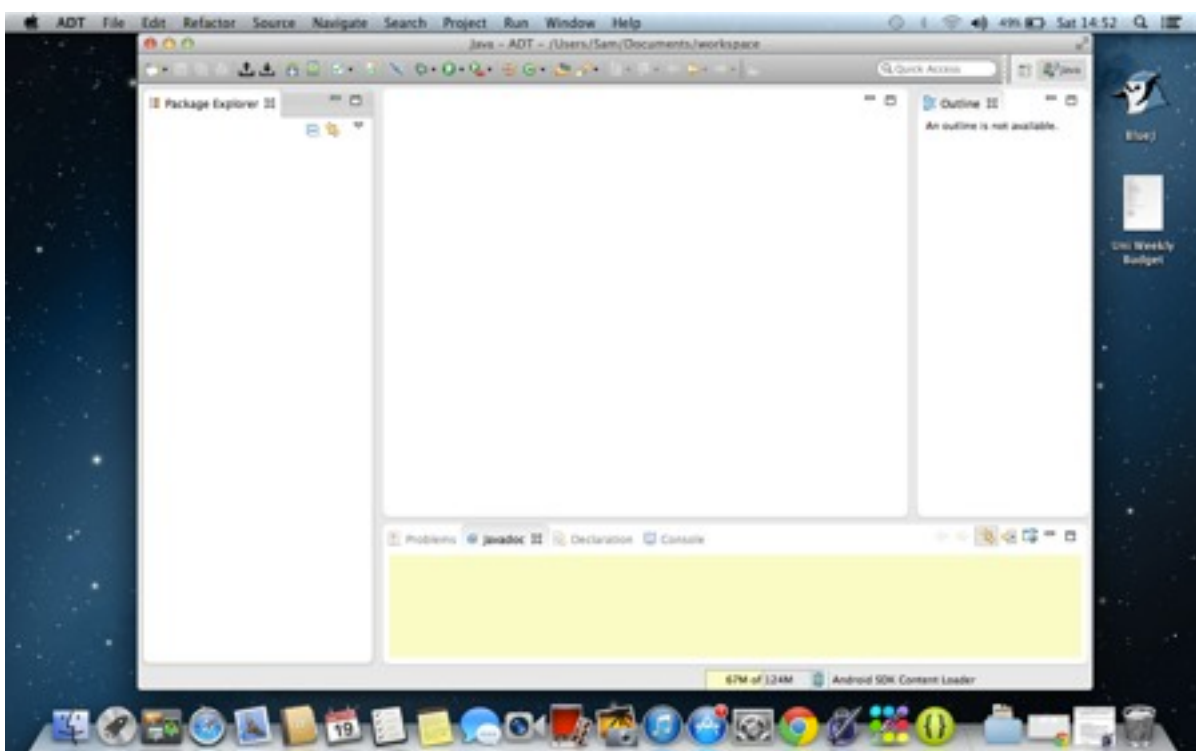 ADT File Edit Refactor Source Navigate Search Project Run Window Help 49% Sat 14:52
Java - ADT - /Users/Sam/Documents/workspace
Quick Access Java
Package Explorer
Outline
An outline is not available.
BlueJ
Uni Weekly
Budget
Problems Javadoc Declaration Console
67M of 124M Android SDK Content Loader
19